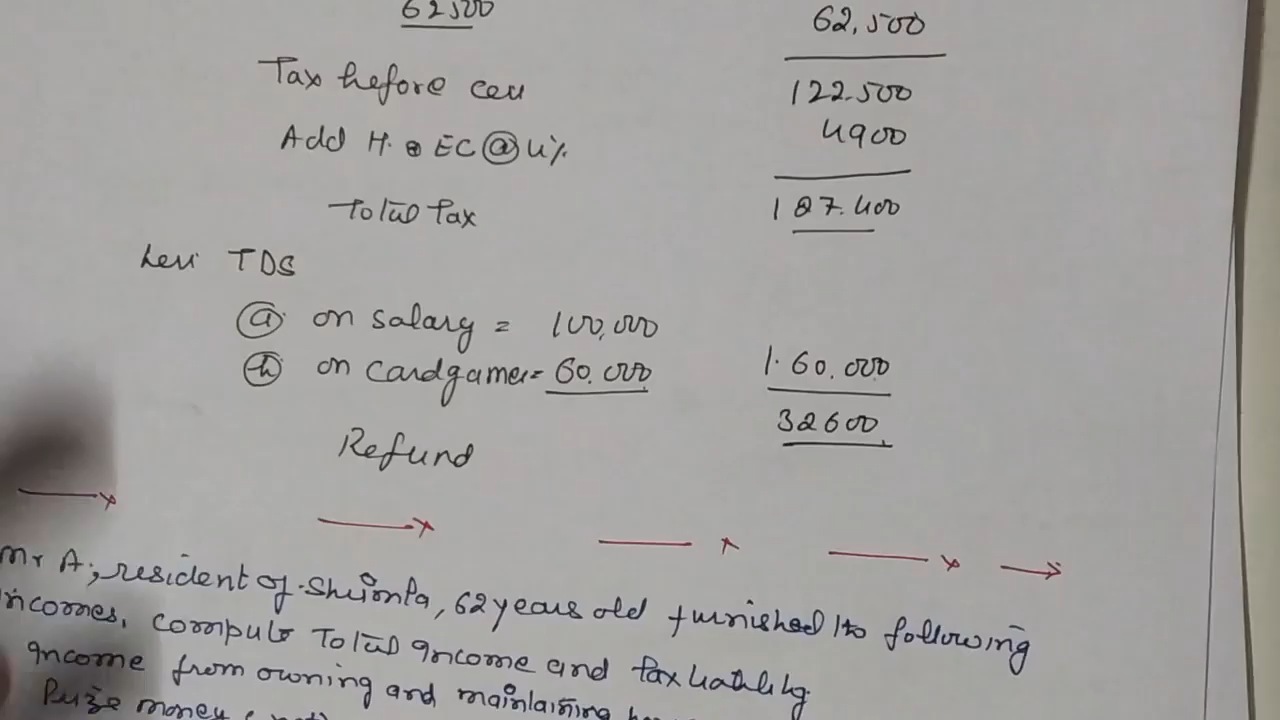 62500 62,500
Tax before cess 122.500
Add H. EC @ 4% 4900
Total Tax 127.400
Less TDS
(a) on salary = 100,000
(b) on cardgames = 60.000 1.60.000
32600
Refund
Mr A, resident of Shimla, 62 years old furnished the following
incomes, compute Total income and tax liability
income from owning and maintaining
Prize money